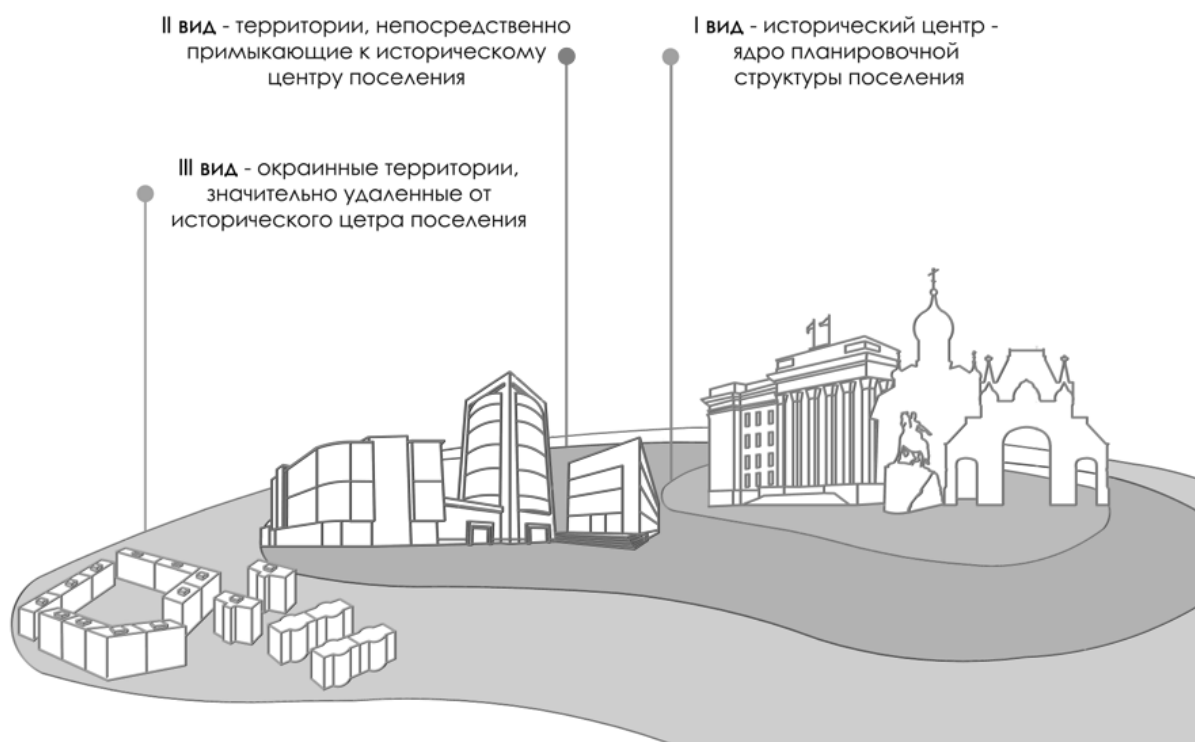 II вид - территории, непосредственно
примыкающие к историческому
центру поселения
I вид - исторический центр -
ядро планировочной
структуры поселения
III вид - окраинные территории,
значительно удаленные от
исторического цетра поселения